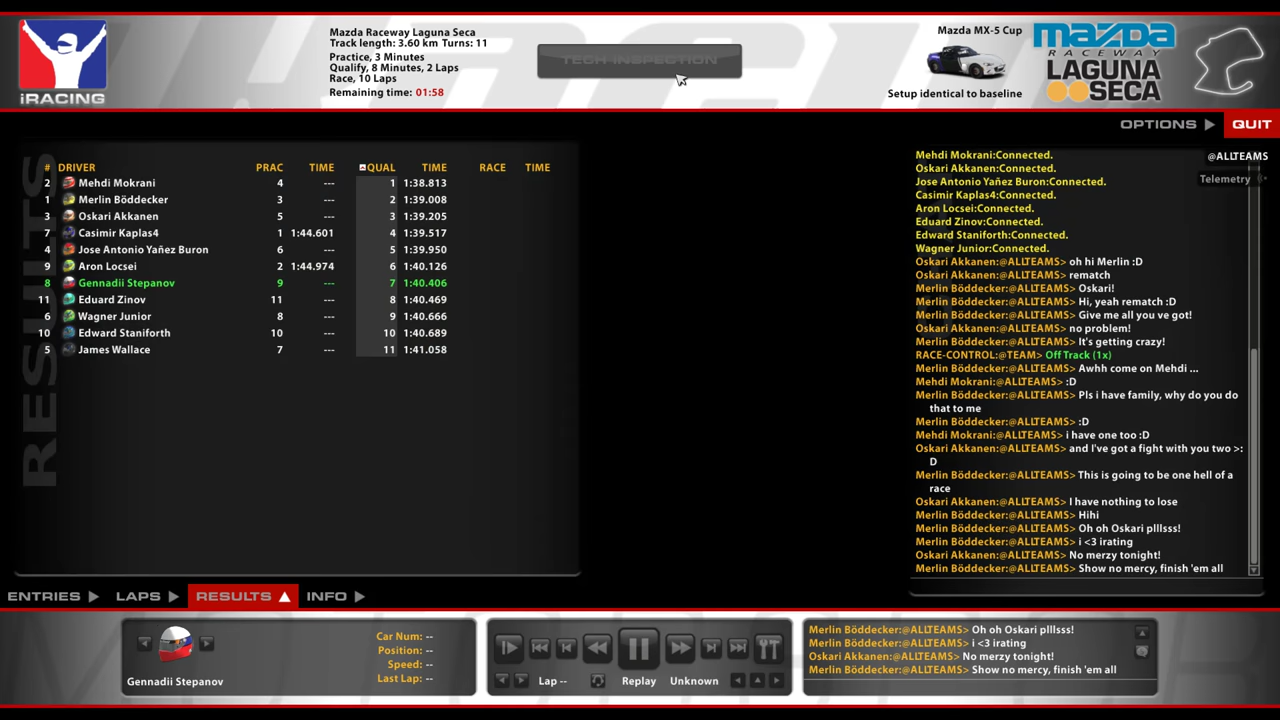 iRACING
Mazda Raceway Laguna Seca
Track length: 3.60 km Turns: 11
Practice, 3 Minutes
Qualify, 8 Minutes, 2 Laps
Race, 10 Laps
Remaining time: 01:58
TECH INSPECTION
Mazda MX-5 Cup
Setup identical to baseline
mazda
RACEWAY
LAGUNA
SECA
OPTIONS
QUIT
RESULTS
# DRIVER PRAC TIME QUAL TIME RACE TIME
2 Mehdi Mokrani 4 --- 1 1:38.813
1 Merlin Böddecker 3 --- 2 1:39.008
3 Oskari Akkanen 5 --- 3 1:39.205
7 Casimir Kaplas4 1 1:44.601 4 1:39.517
4 Jose Antonio Yañez Buron 6 --- 5 1:39.950
9 Aron Locsei 2 1:44.974 6 1:40.126
8 Gennadii Stepanov 9 --- 7 1:40.406
11 Eduard Zinov 11 --- 8 1:40.469
6 Wagner Junior 8 --- 9 1:40.666
10 Edward Staniforth 10 --- 10 1:40.689
5 James Wallace 7 --- 11 1:41.058
@ALLTEAMS
Telemetry
Mehdi Mokrani:Connected.
Oskari Akkanen:Connected.
Jose Antonio Yañez Buron:Connected.
Casimir Kaplas4:Connected.
Aron Locsei:Connected.
Eduard Zinov:Connected.
Edward Staniforth:Connected.
Wagner Junior:Connected.
Oskari Akkanen:@ALLTEAMS> oh hi Merlin :D
Oskari Akkanen:@ALLTEAMS> rematch
Merlin Böddecker:@ALLTEAMS> Oskari!
Merlin Böddecker:@ALLTEAMS> Hi, yeah rematch :D
Merlin Böddecker:@ALLTEAMS> Give me all you ve got!
Oskari Akkanen:@ALLTEAMS> no problem!
Merlin Böddecker:@ALLTEAMS> It's getting crazy!
RACE-CONTROL:@TEAM> Off Track (1x)
Merlin Böddecker:@ALLTEAMS> Awhh come on Mehdi ...
Mehdi Mokrani:@ALLTEAMS> :D
Merlin Böddecker:@ALLTEAMS> Pls i have family, why do you do
that to me
Merlin Böddecker:@ALLTEAMS> :D
Mehdi Mokrani:@ALLTEAMS> i have one too :D
Oskari Akkanen:@ALLTEAMS> and I've got a fight with you two >:
D
Merlin Böddecker:@ALLTEAMS> This is going to be one hell of a
race
Oskari Akkanen:@ALLTEAMS> I have nothing to lose
Merlin Böddecker:@ALLTEAMS> Hihi
Merlin Böddecker:@ALLTEAMS> Oh oh Oskari plllsss!
Merlin Böddecker:@ALLTEAMS> i <3 irating
Oskari Akkanen:@ALLTEAMS> No merzy tonight!
Merlin Böddecker:@ALLTEAMS> Show no mercy, finish 'em all
ENTRIES
LAPS
RESULTS
INFO
Gennadii Stepanov
Car Num: --
Position: --
Speed: --
Last Lap: --
Lap --
Replay
Unknown
Merlin Böddecker:@ALLTEAMS> Oh oh Oskari plllsss!
Merlin Böddecker:@ALLTEAMS> i <3 irating
Oskari Akkanen:@ALLTEAMS> No merzy tonight!
Merlin Böddecker:@ALLTEAMS> Show no mercy, finish 'em all